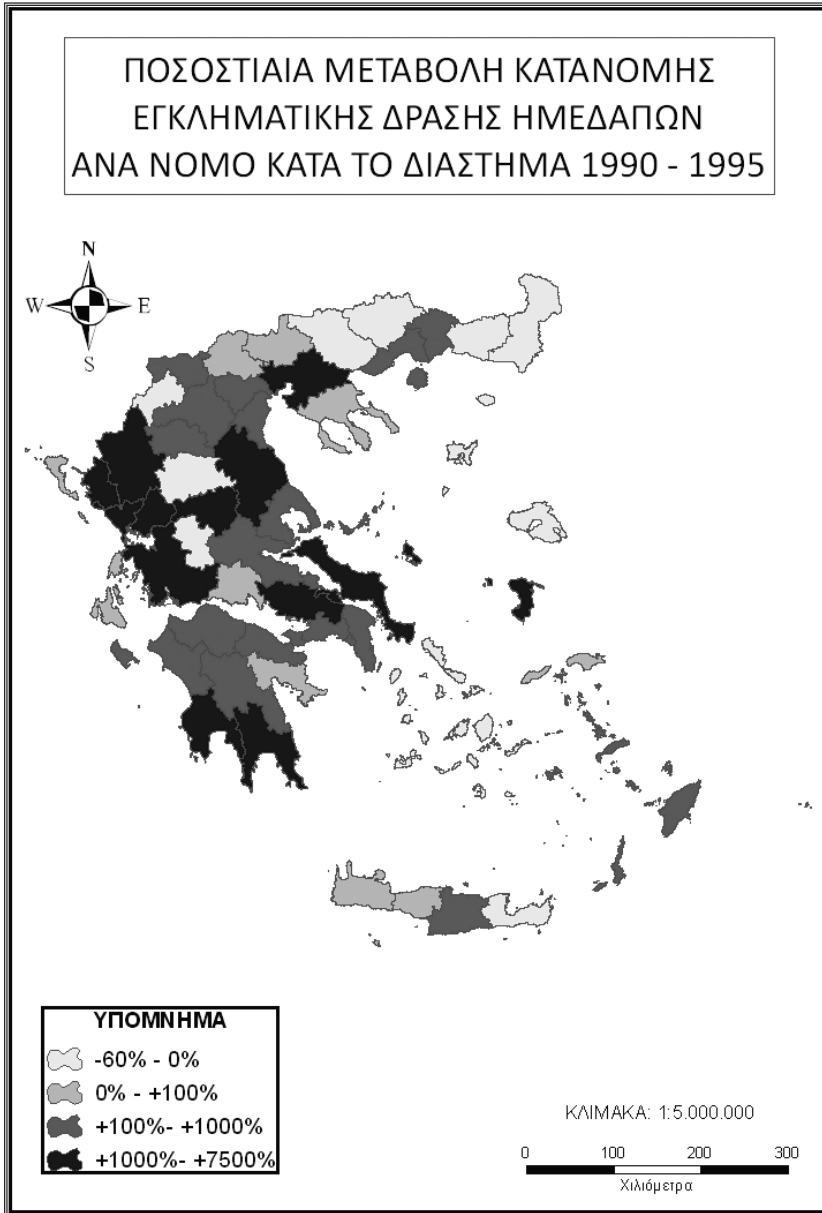 ΠΟΣΟΣΤΙΑΙΑ ΜΕΤΑΒΟΛΗ ΚΑΤΑΝΟΜΗΣ
ΕΓΚΛΗΜΑΤΙΚΗΣ ΔΡΑΣΗΣ ΗΜΕΔΑΠΩΝ
ΑΝΑ ΝΟΜΟ ΚΑΤΑ ΤΟ ΔΙΑΣΤΗΜΑ 1990 - 1995
N
W E
S
ΥΠΟΜΝΗΜΑ
-60% - 0%
0% - +100%
+100%- +1000%
+1000%- +7500%
ΚΛΙΜΑΚΑ: 1:5.000.000
0 100 200 300
Χιλιόμετρα